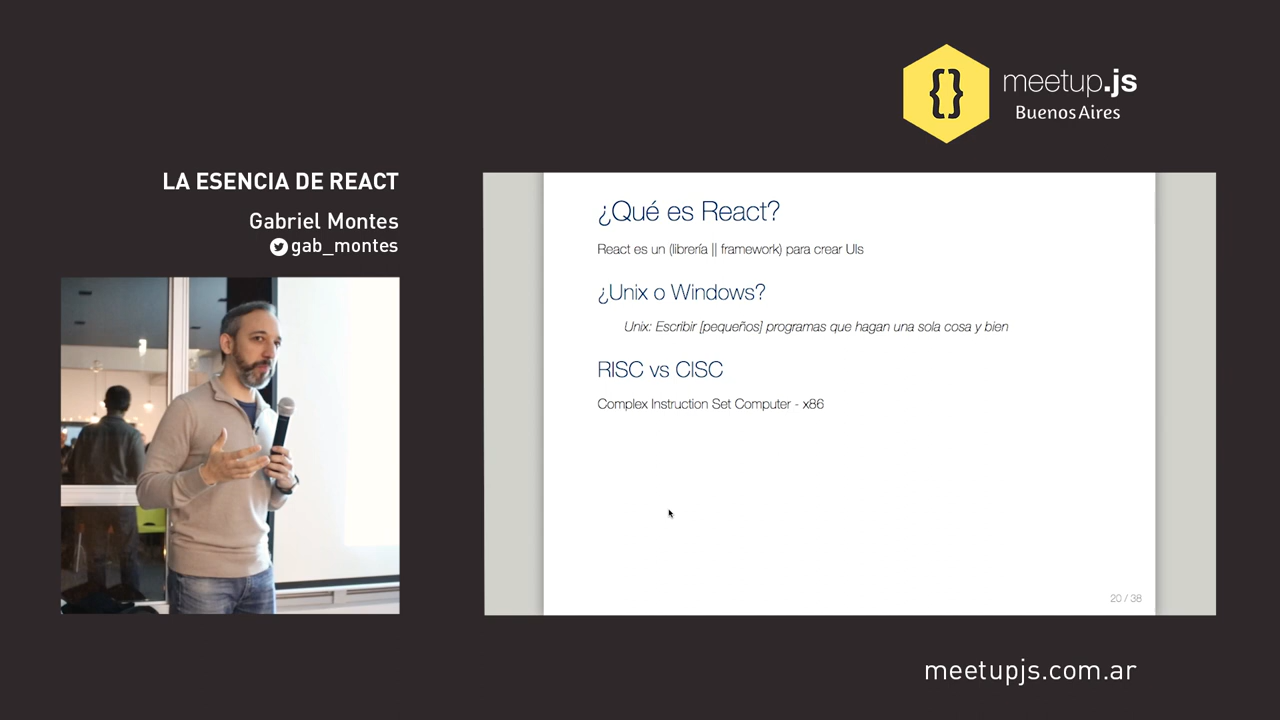 {}
meetup.js
Buenos Aires
LA ESENCIA DE REACT
Gabriel Montes
gab_montes
¿Qué es React?
React es un (librería || framework) para crear UIs
¿Unix o Windows?
Unix: Escribir [pequeños] programas que hagan una sola cosa y bien
RISC vs CISC
Complex Instruction Set Computer - x86
20 / 38
meetupjs.com.ar